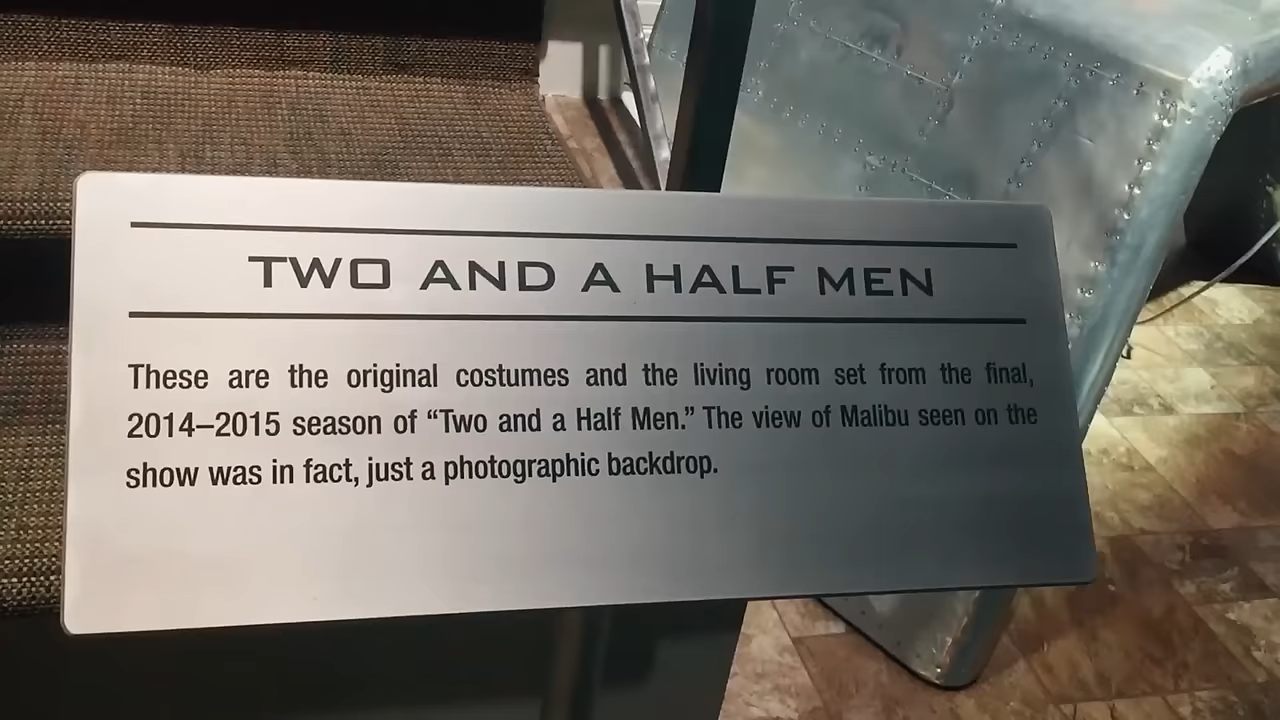 TWO AND A HALF MEN
These are the original costumes and the living room set from the final,
2014–2015 season of “Two and a Half Men.” The view of Malibu seen on the
show was in fact, just a photographic backdrop.